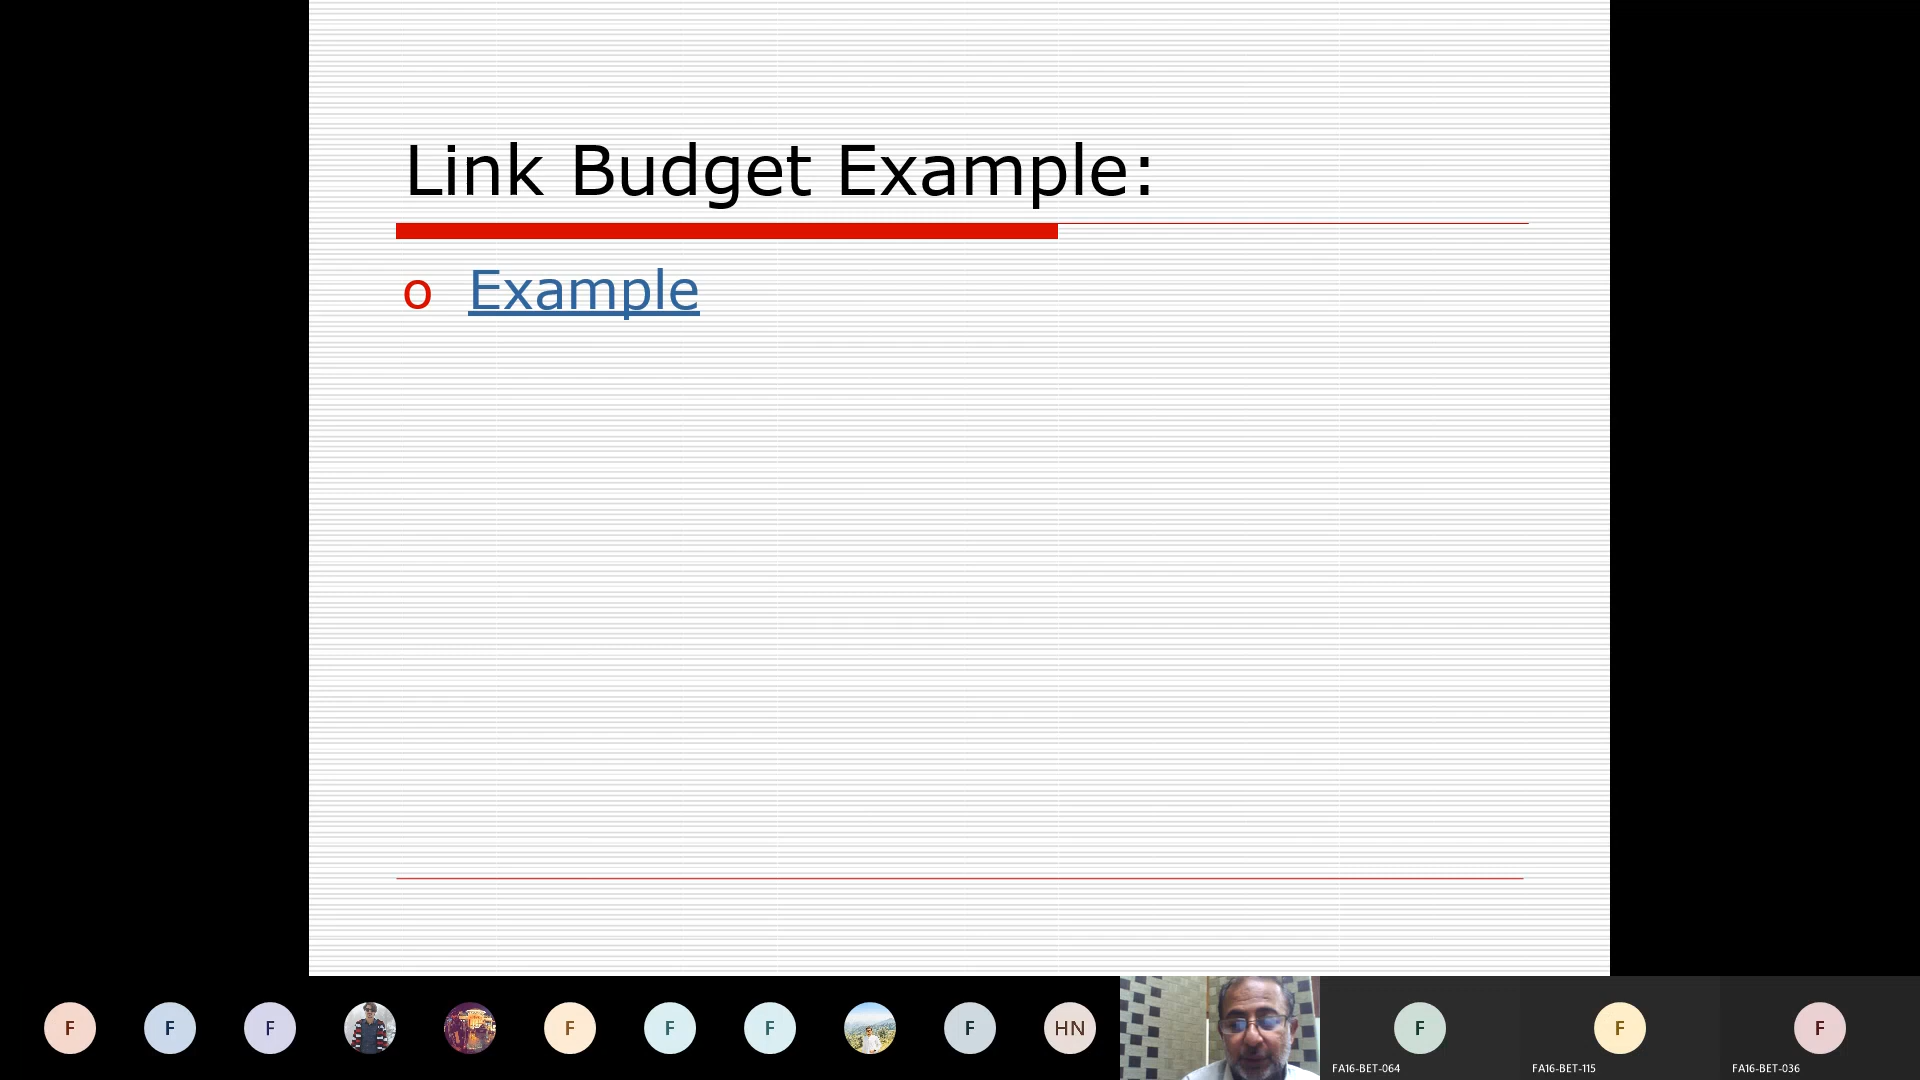 Link Budget Example:
o Example
F F F F F F F HN F F F
FA16-BET-064 FA16-BET-115 FA16-BET-036